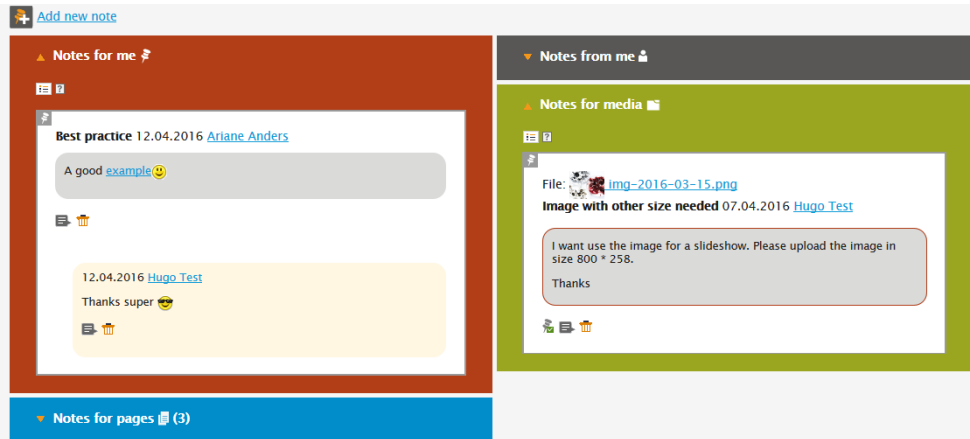 Add new note
Notes for me
Best practice 12.04.2016 Ariane Anders
A good example
12.04.2016 Hugo Test
Thanks super
Notes for pages (3)
Notes from me
Notes for media
File: img-2016-03-15.png
Image with other size needed 07.04.2016 Hugo Test
I want use the image for a slideshow. Please upload the image in
size 800 * 258.
Thanks